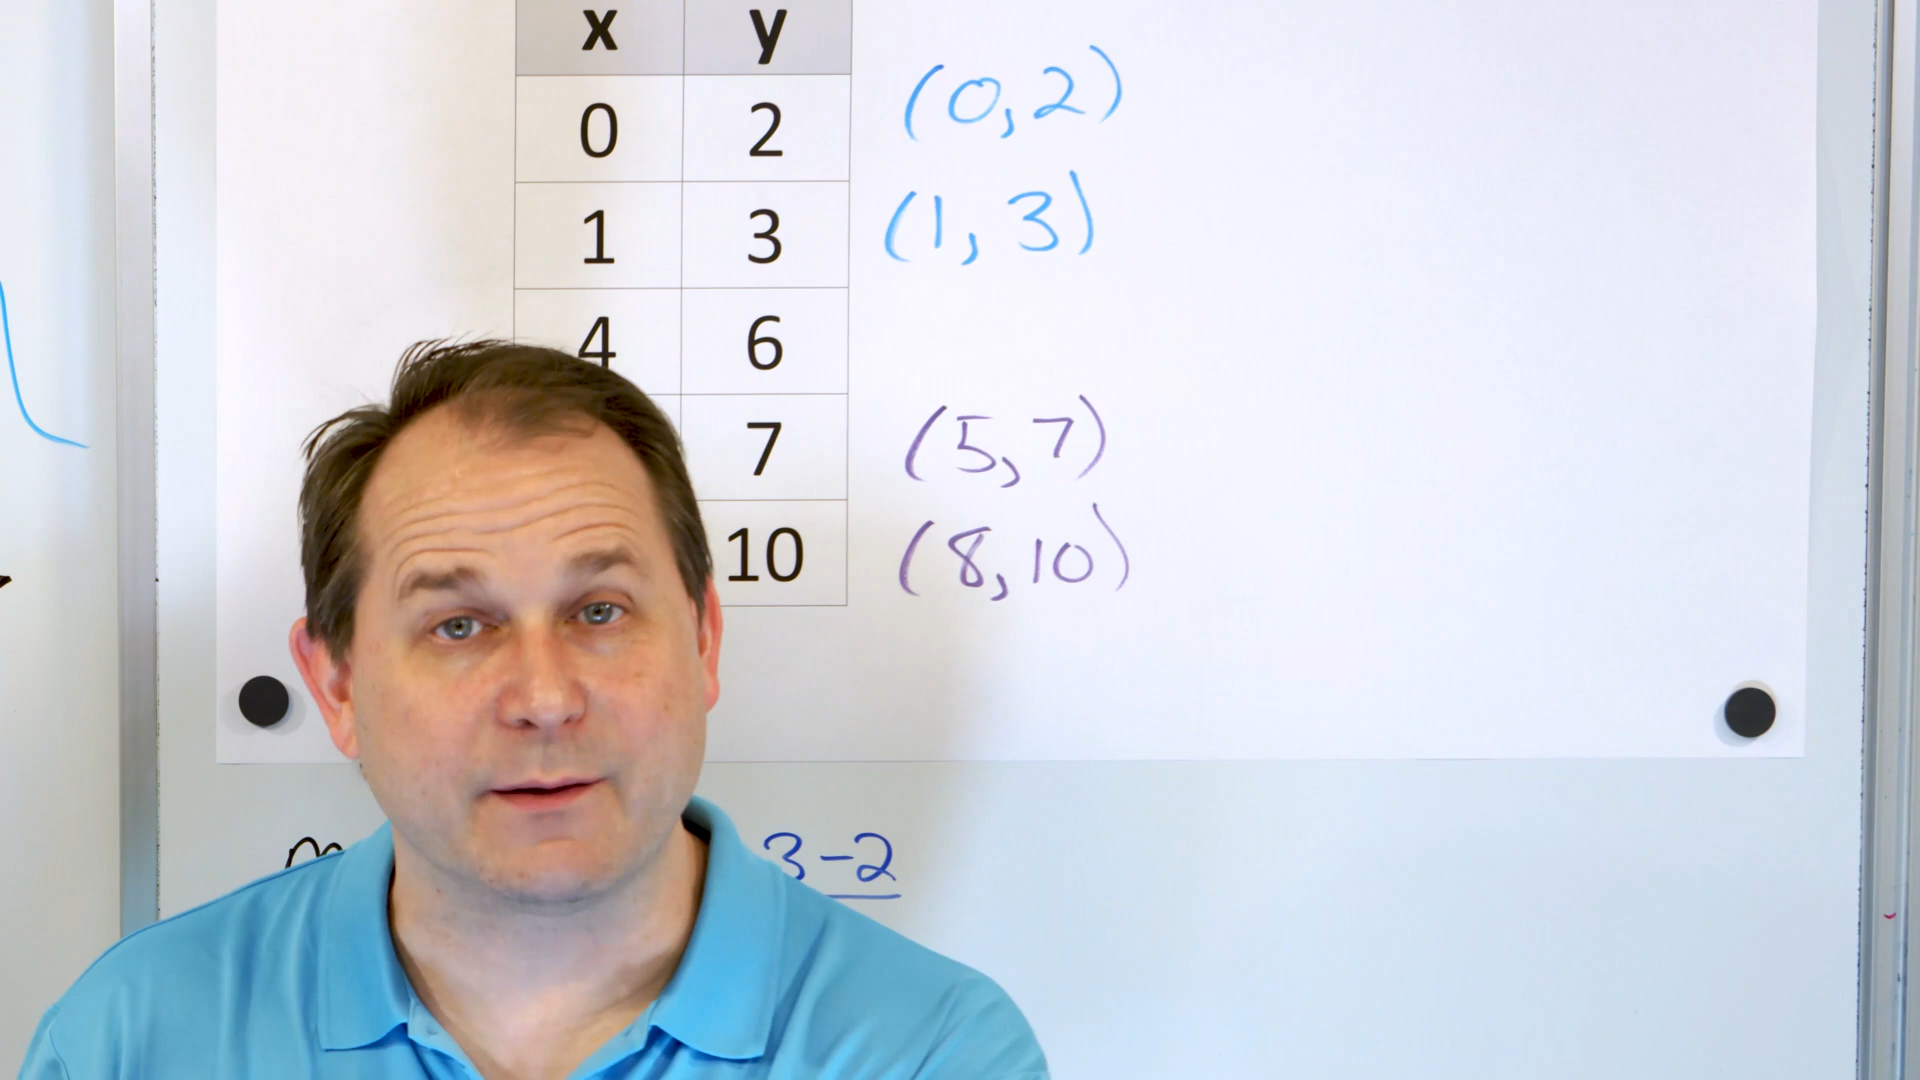 x y
0 2 (0,2)
1 3 (1,3)
4 6
7 (5,7)
10 (8,10)
3-2